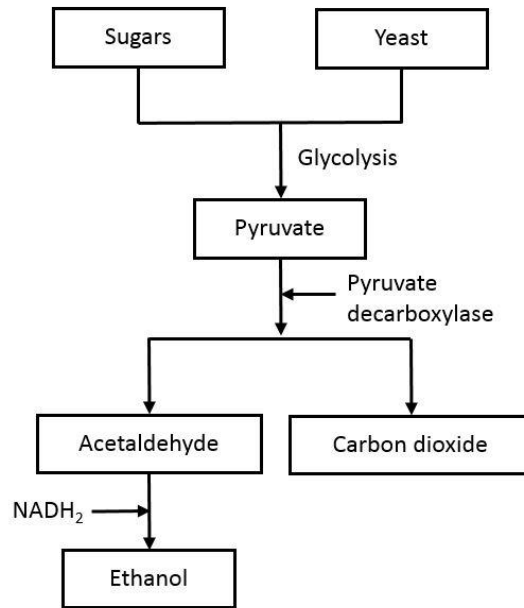 Sugars
Yeast
Glycolysis
Pyruvate
Pyruvate
decarboxylase
Acetaldehyde
Carbon dioxide
NADH₂
Ethanol